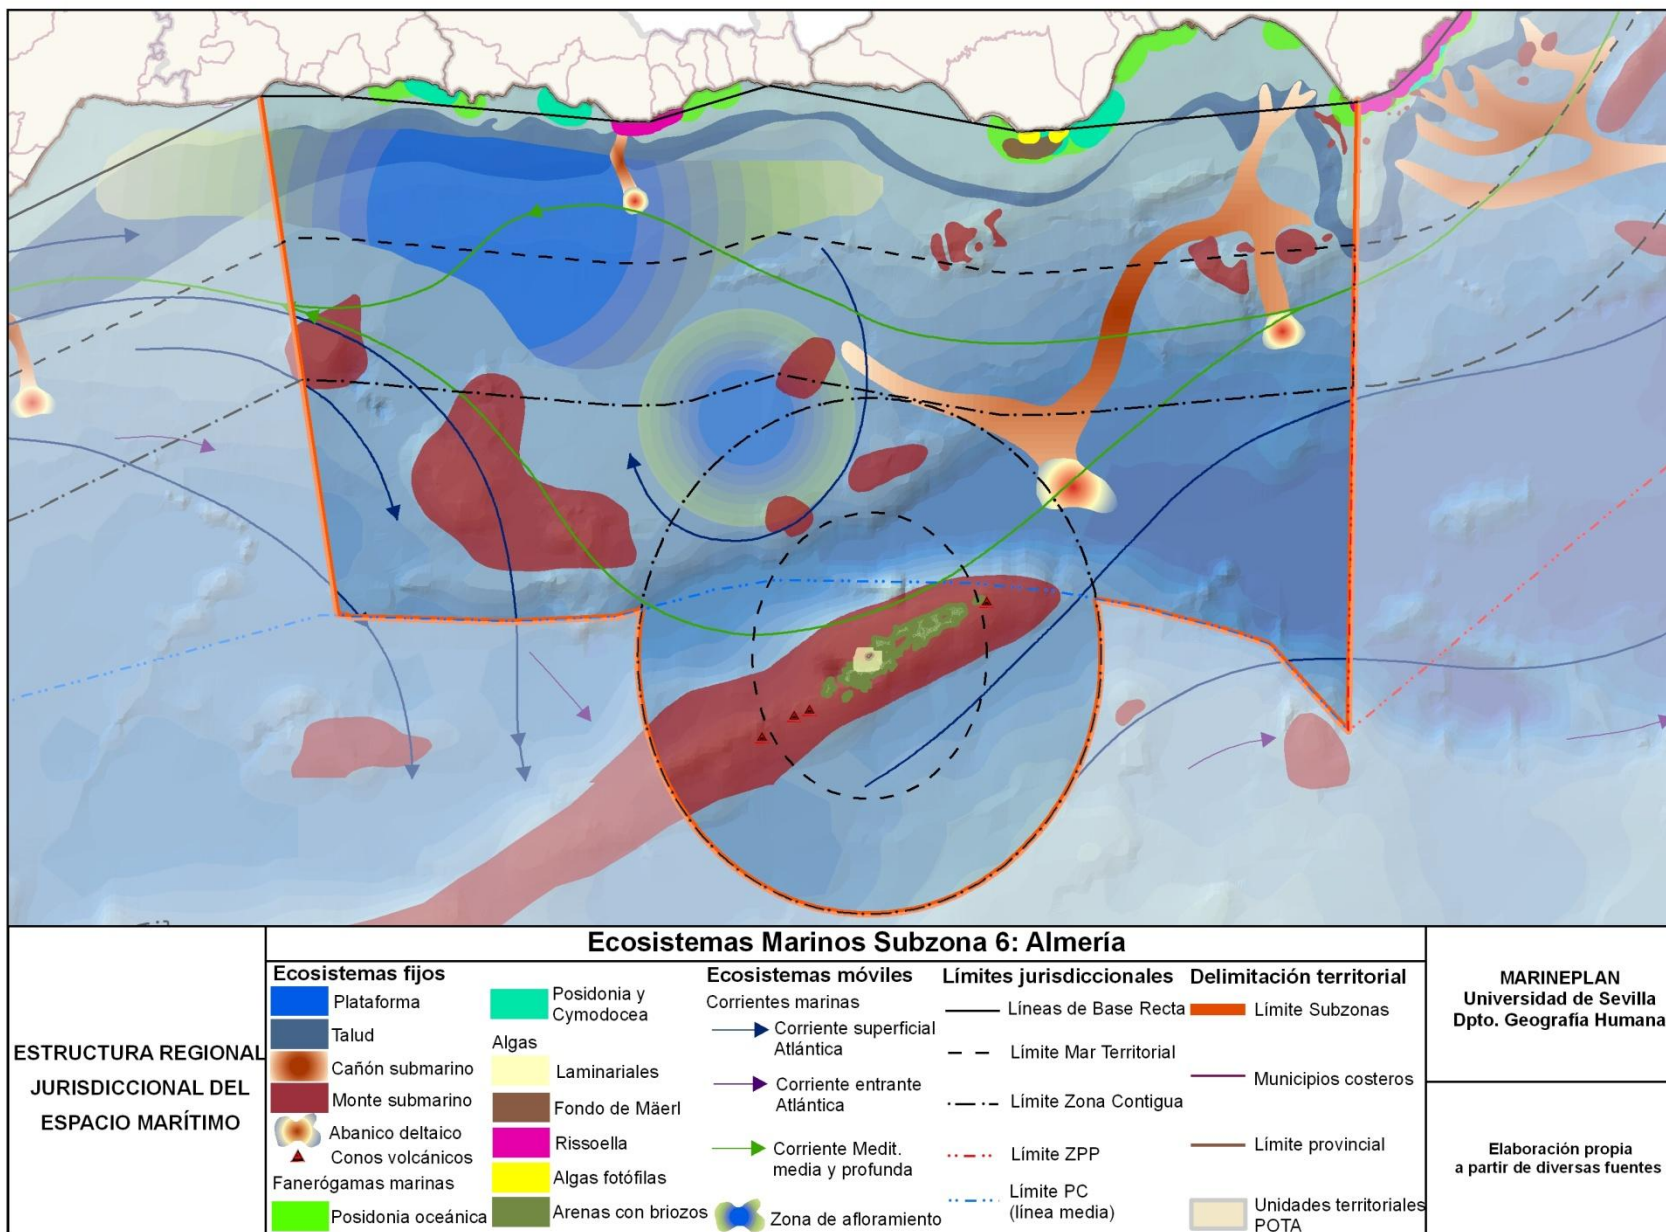 Ecosistemas Marinos Subzona 6: Almería
ESTRUCTURA REGIONAL
JURISDICCIONAL DEL
ESPACIO MARÍTIMO
Ecosistemas fijos
Plataforma
Talud
Cañón submarino
Monte submarino
Abanico deltaico
Conos volcánicos
Fanerógamas marinas
Posidonia oceánica
Posidonia y
Cymodocea
Algas
Laminariales
Fondo de Mäerl
Rissoella
Algas fotófilas
Arenas con briozos
Ecosistemas móviles
Corrientes marinas
Corriente superficial
Atlántica
Corriente entrante
Atlántica
Corriente Medit.
media y profunda
Zona de afloramiento
Límites jurisdiccionales
Líneas de Base Recta
Límite Mar Territorial
Límite Zona Contigua
Límite ZPP
Límite PC
(línea media)
Delimitación territorial
Límite Subzonas
Municipios costeros
Límite provincial
Unidades territoriales
POTA
MARINEPLAN
Universidad de Sevilla
Dpto. Geografía Humana
Elaboración propia
a partir de diversas fuentes